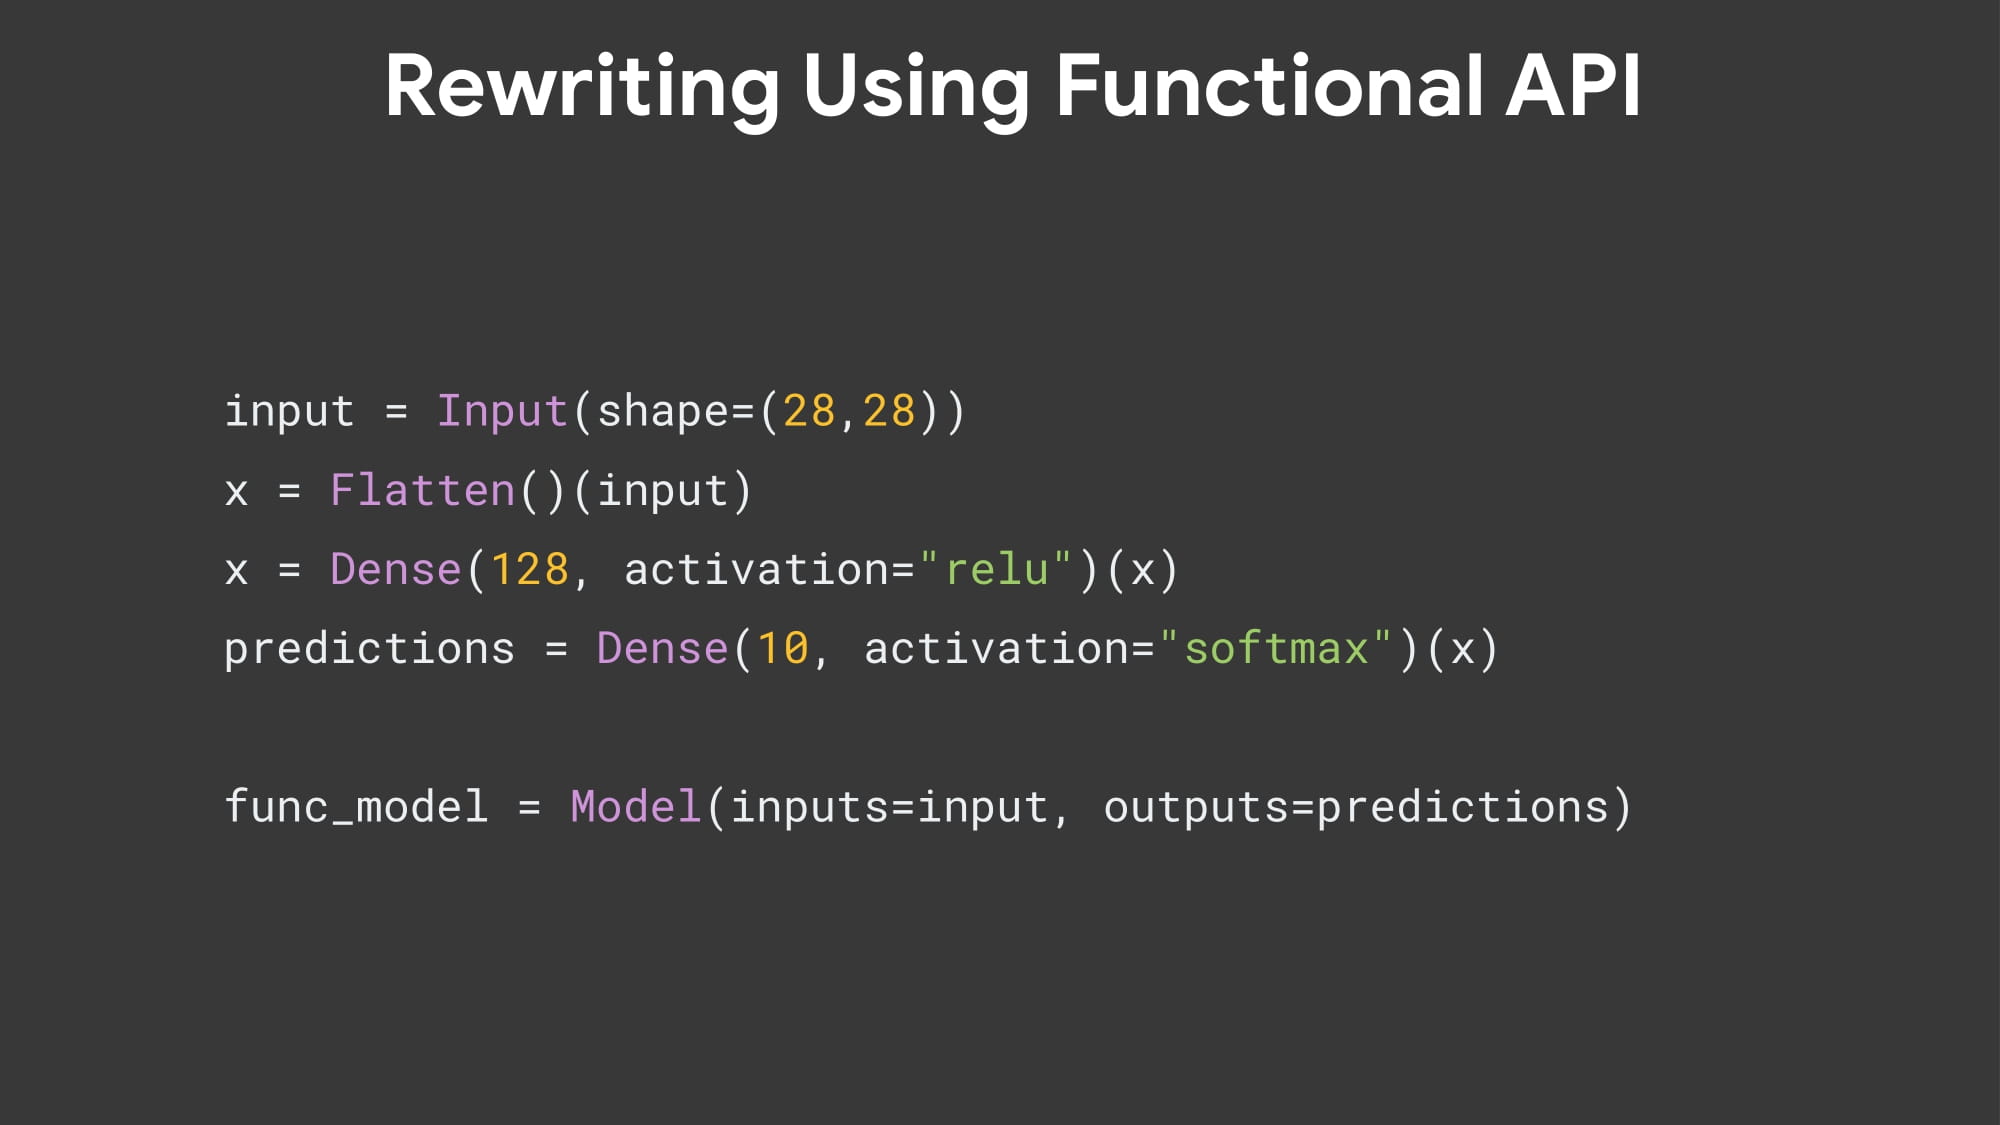 Rewriting Using Functional API
input = Input(shape=(28,28))
x = Flatten()(input)
x = Dense(128, activation="relu")(x)
predictions = Dense(10, activation="softmax")(x)
func_model = Model(inputs=input, outputs=predictions)